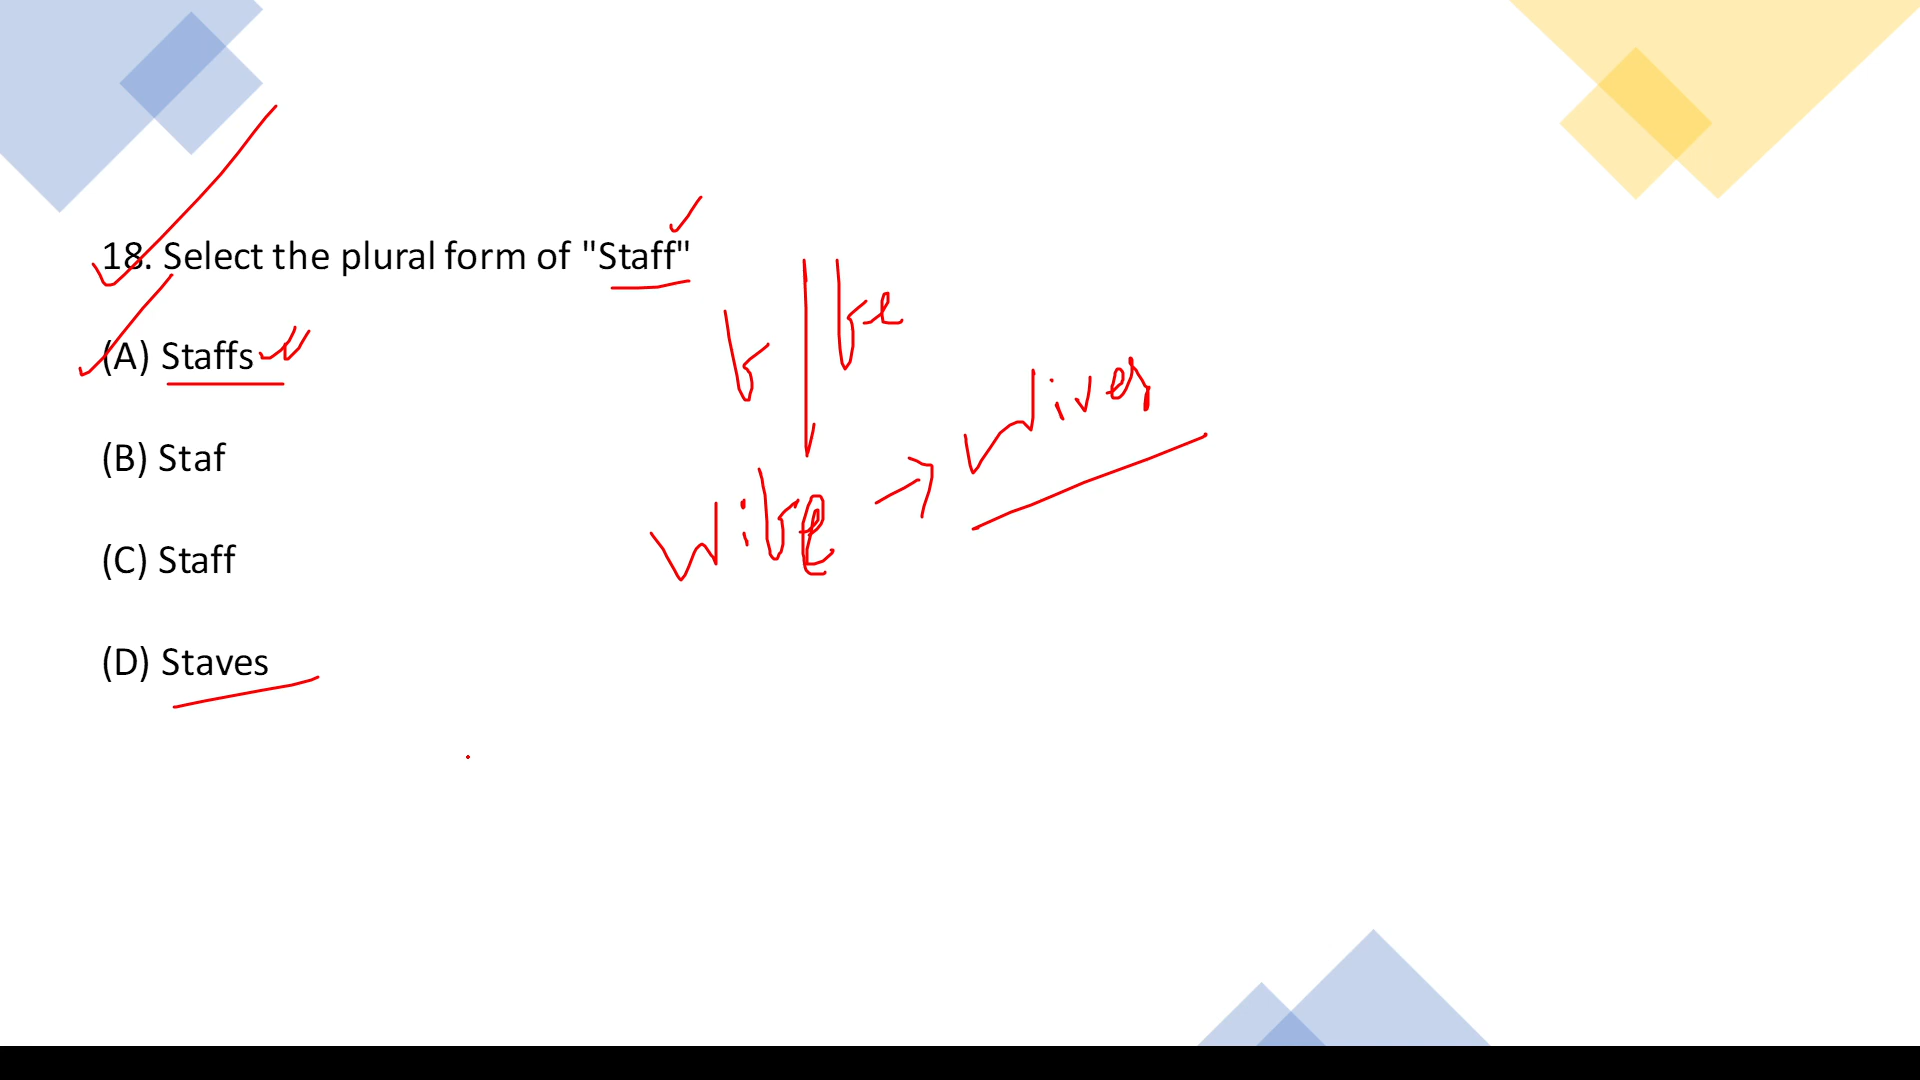 18. Select the plural form of "Staff"
(A) Staffs
(B) Staf
(C) Staff
(D) Staves
f fe
wife → wives